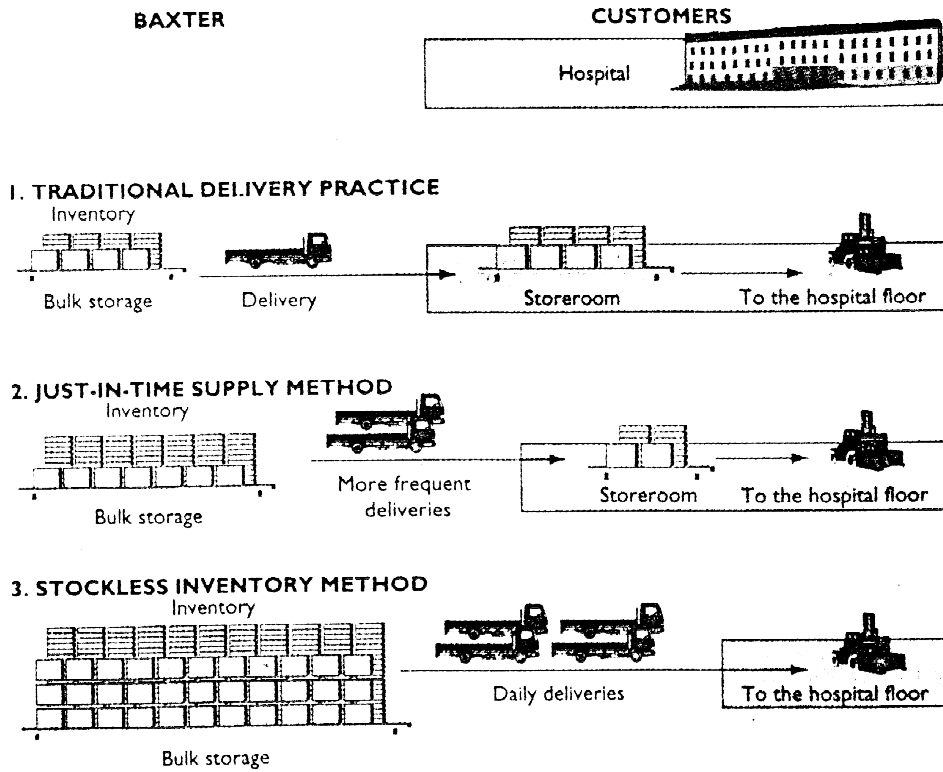 BAXTER
CUSTOMERS
Hospital
1. TRADITIONAL DELIVERY PRACTICE
Inventory
Bulk storage
Delivery
Storeroom
To the hospital floor
2. JUST-IN-TIME SUPPLY METHOD
Inventory
Bulk storage
More frequent
deliveries
Storeroom
To the hospital floor
3. STOCKLESS INVENTORY METHOD
Inventory
Bulk storage
Daily deliveries
To the hospital floor